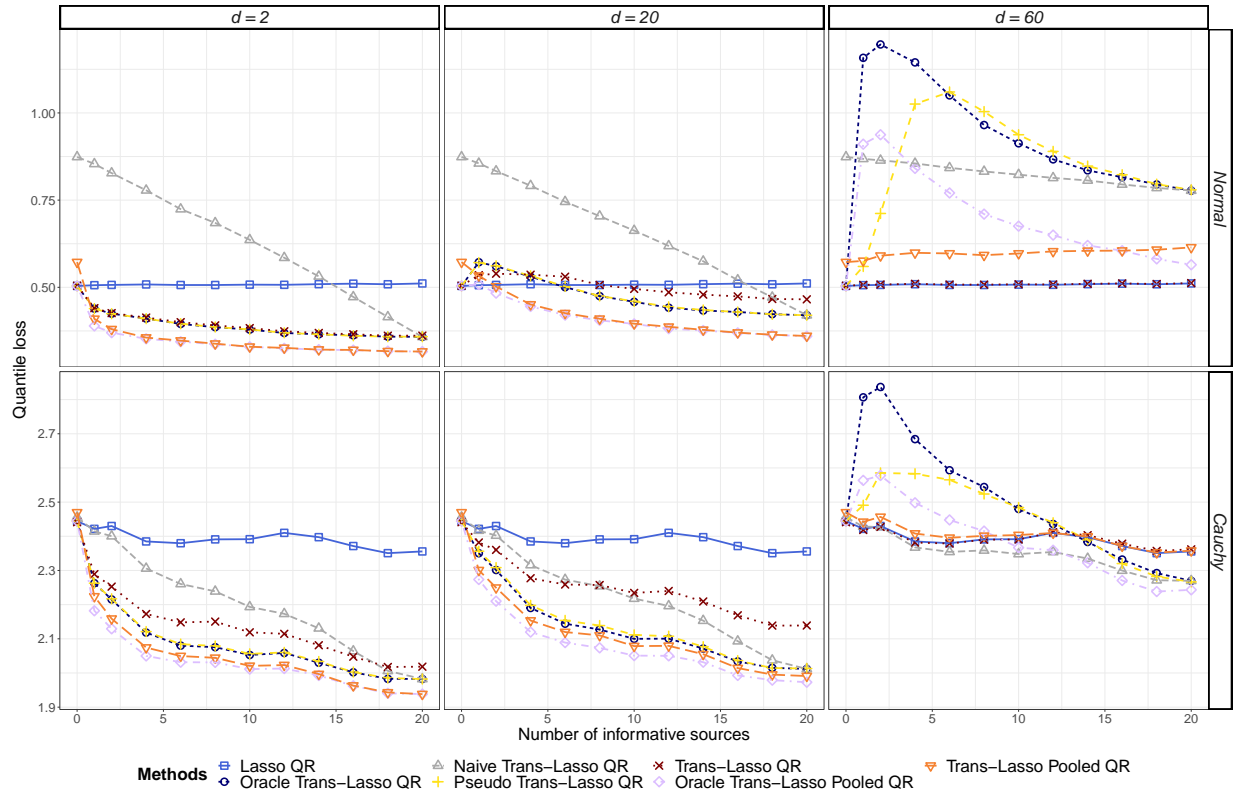 d = 2
d = 20
d = 60
1.00
0.75
0.50
Normal
2.7
2.5
2.3
2.1
1.9
Cauchy
Quantile loss
0 5 10 15 20
0 5 10 15 20
0 5 10 15 20
Number of informative sources
Methods
Lasso QR
Naive Trans−Lasso QR
Trans−Lasso QR
Trans−Lasso Pooled QR
Oracle Trans−Lasso QR
Pseudo Trans−Lasso QR
Oracle Trans−Lasso Pooled QR